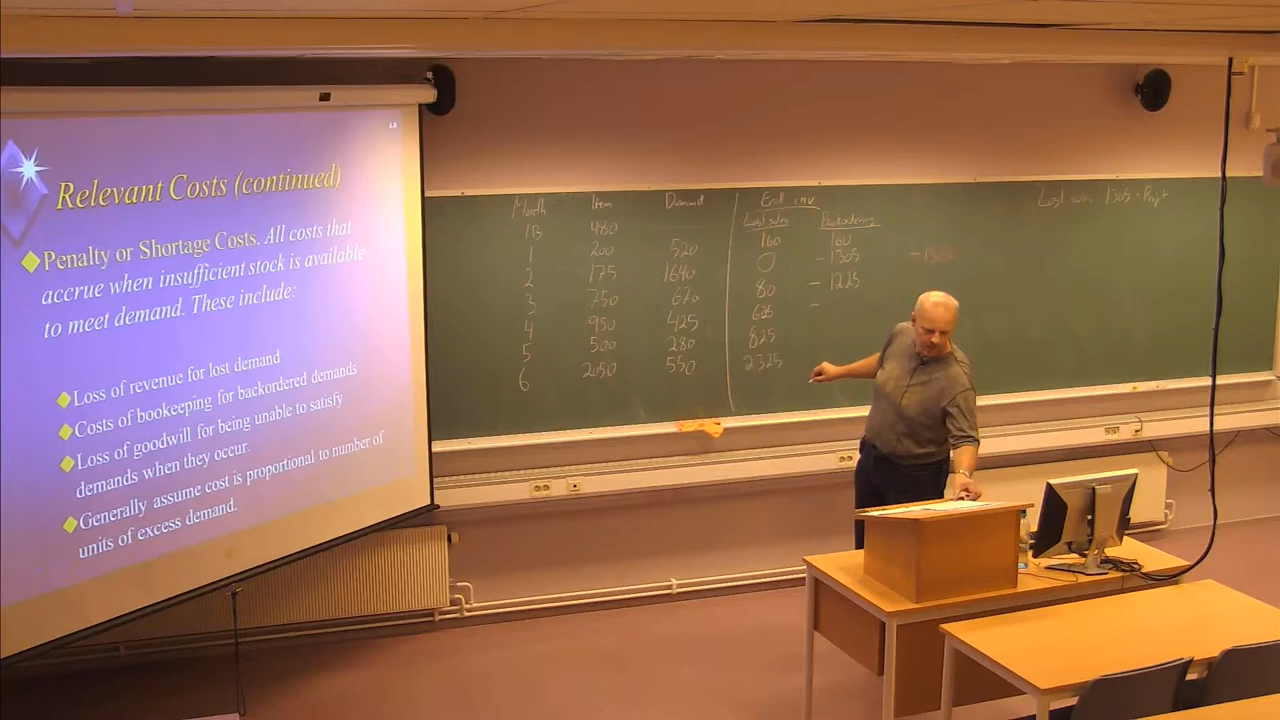 Relevant Costs (continued)
Penalty or Shortage Costs. All costs that
accrue when insufficient stock is available
to meet demand. These include:
Loss of revenue for lost demand
Costs of bookeeping for backordered demands
Loss of goodwill for being unable to satisfy
demands when they occur.
Generally assume cost is proportional to number of
units of excess demand.
Month Item Demand End inv
Lost sales Backordering
480 160 160
1 200 520 0 - 1305
2 175 1640 80 - 1225
3 750 670 625 -
4 950 425 825
5 500 280 2325
6 2050 550
Lost sales 1305 *